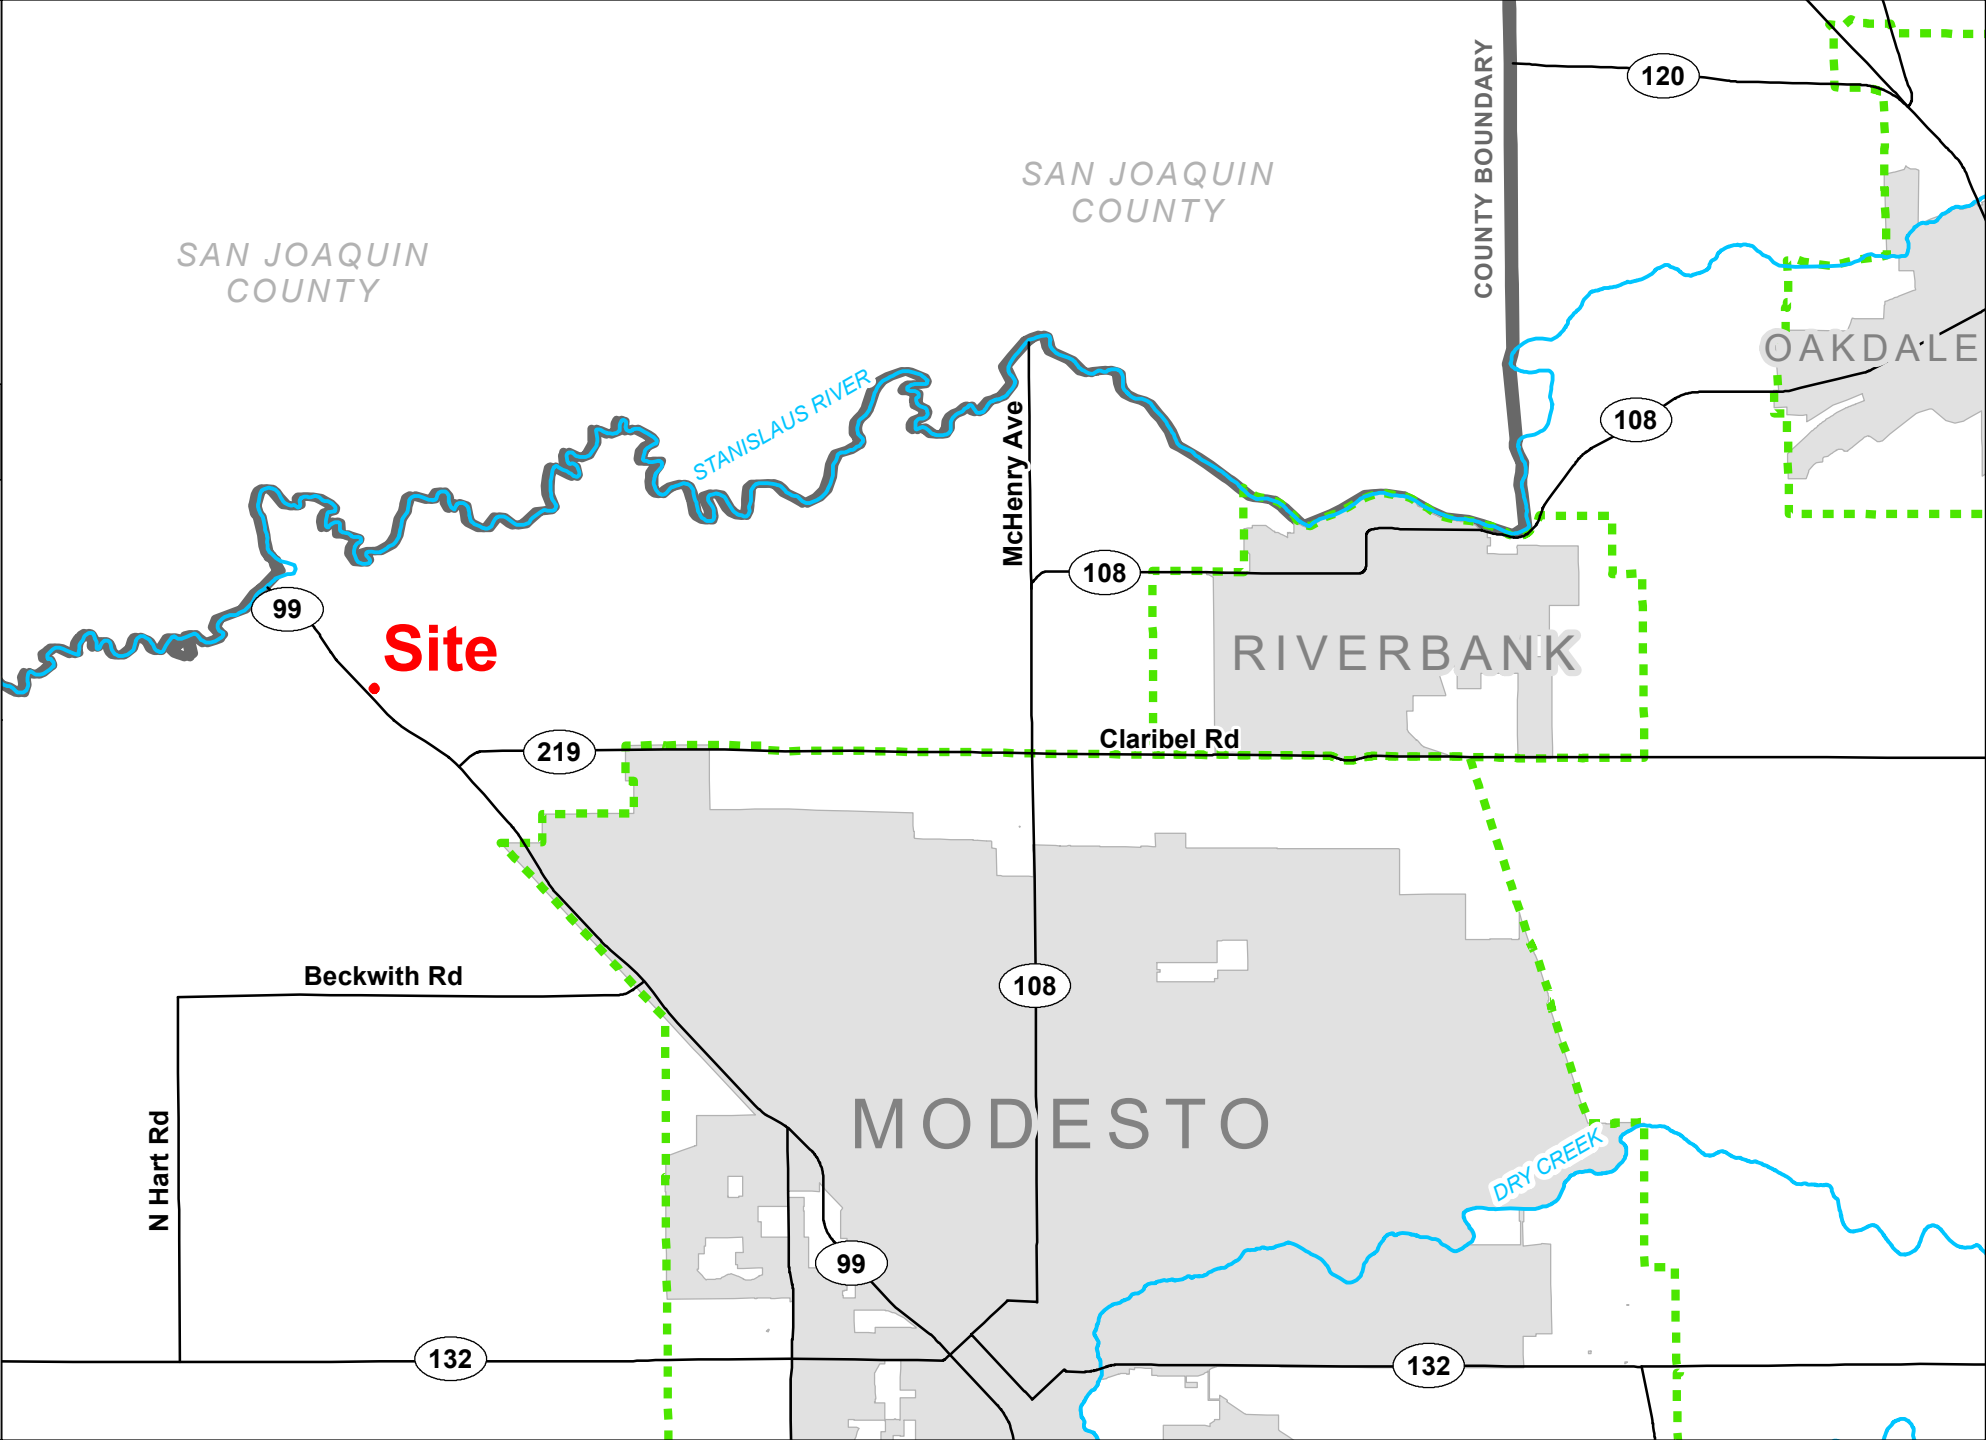 COUNTY BOUNDARY
120
SAN JOAQUIN
COUNTY
SAN JOAQUIN
COUNTY
OAKDALE
STANISLAUS RIVER
McHenry Ave
108
108
99
Site
RIVERBANK
219
Claribel Rd
Beckwith Rd
108
MODESTO
N Hart Rd
DRY CREEK
99
132
132